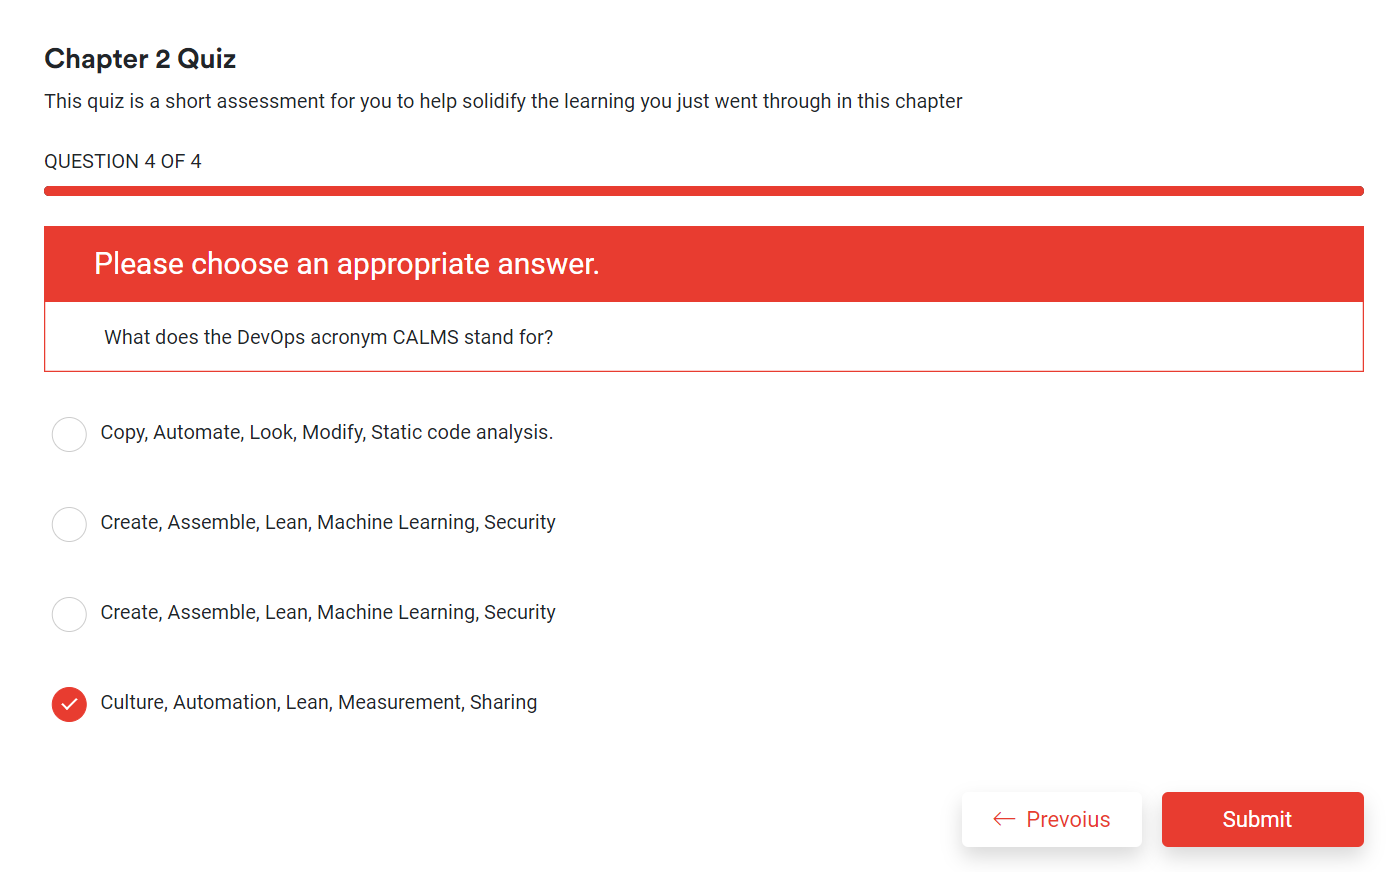 Chapter 2 Quiz
This quiz is a short assessment for you to help solidify the learning you just went through in this chapter
QUESTION 4 OF 4
Please choose an appropriate answer.
What does the DevOps acronym CALMS stand for?
Copy, Automate, Look, Modify, Static code analysis.
Create, Assemble, Lean, Machine Learning, Security
Create, Assemble, Lean, Machine Learning, Security
Culture, Automation, Lean, Measurement, Sharing
Prevoius
Submit